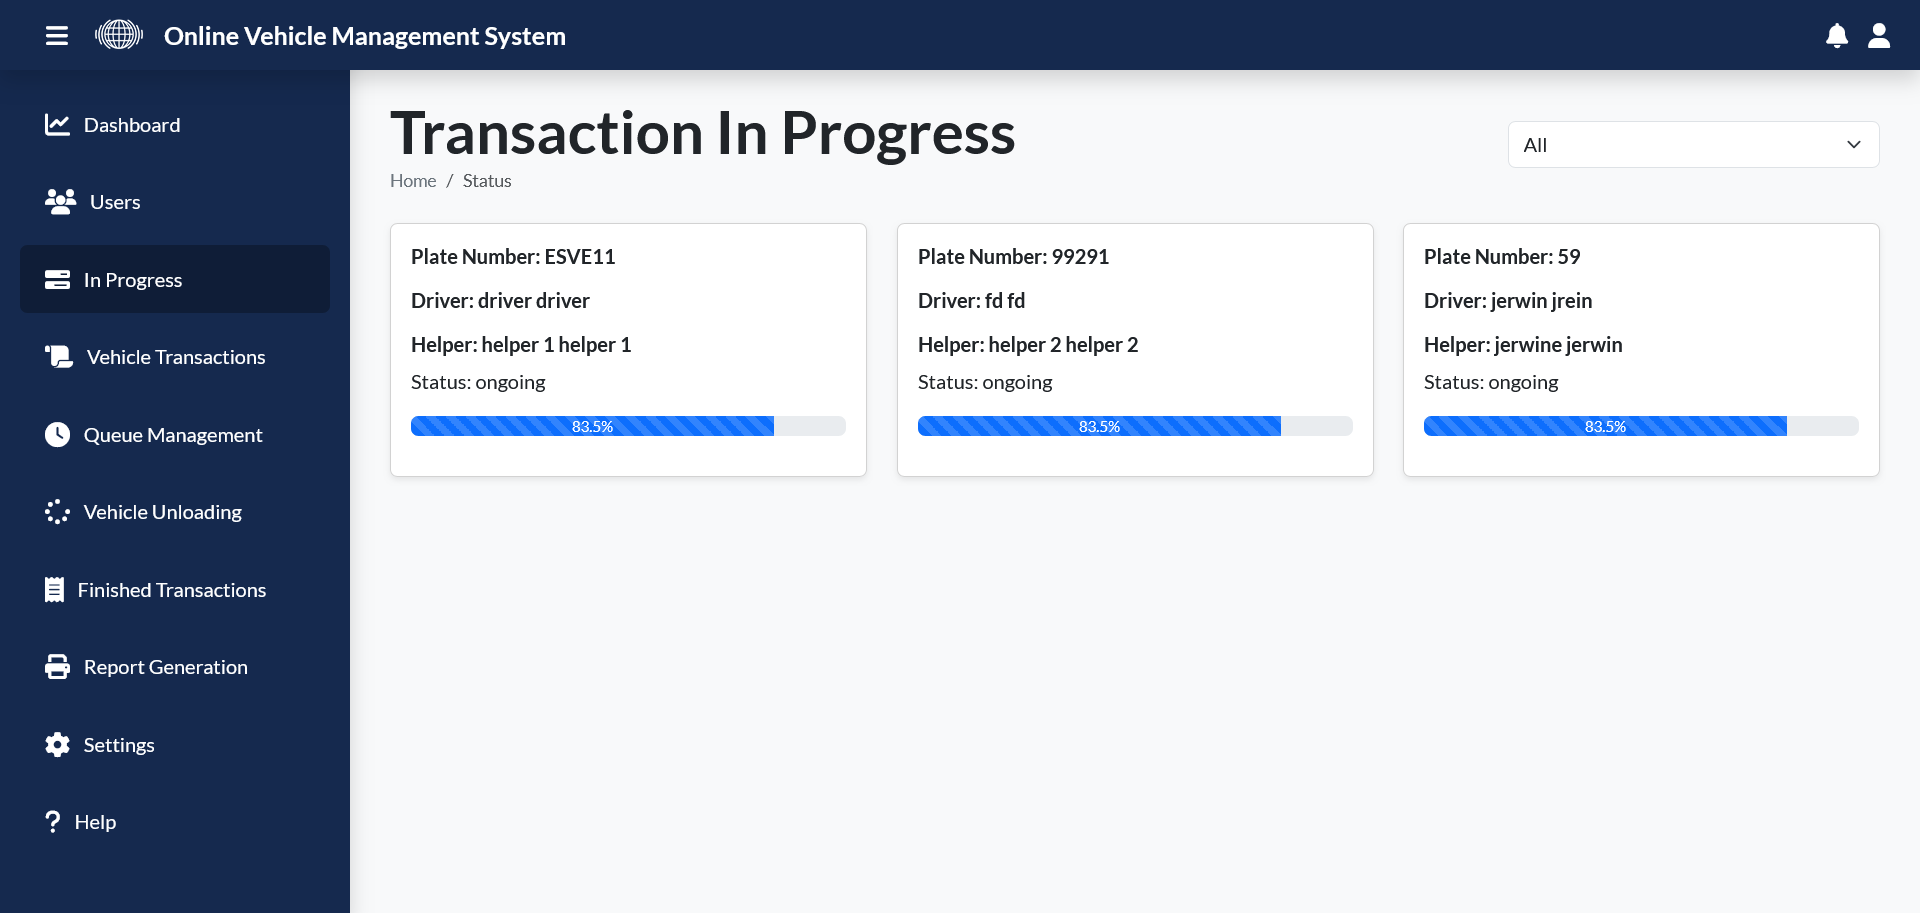 Online Vehicle Management System
Dashboard
Users
In Progress
Vehicle Transactions
Queue Management
Vehicle Unloading
Finished Transactions
Report Generation
Settings
Help
Transaction In Progress
Home / Status
All
Plate Number: ESVE11
Driver: driver driver
Helper: helper 1 helper 1
Status: ongoing
83.5%
Plate Number: 99291
Driver: fd fd
Helper: helper 2 helper 2
Status: ongoing
83.5%
Plate Number: 59
Driver: jerwin jrein
Helper: jerwine jerwin
Status: ongoing
83.5%